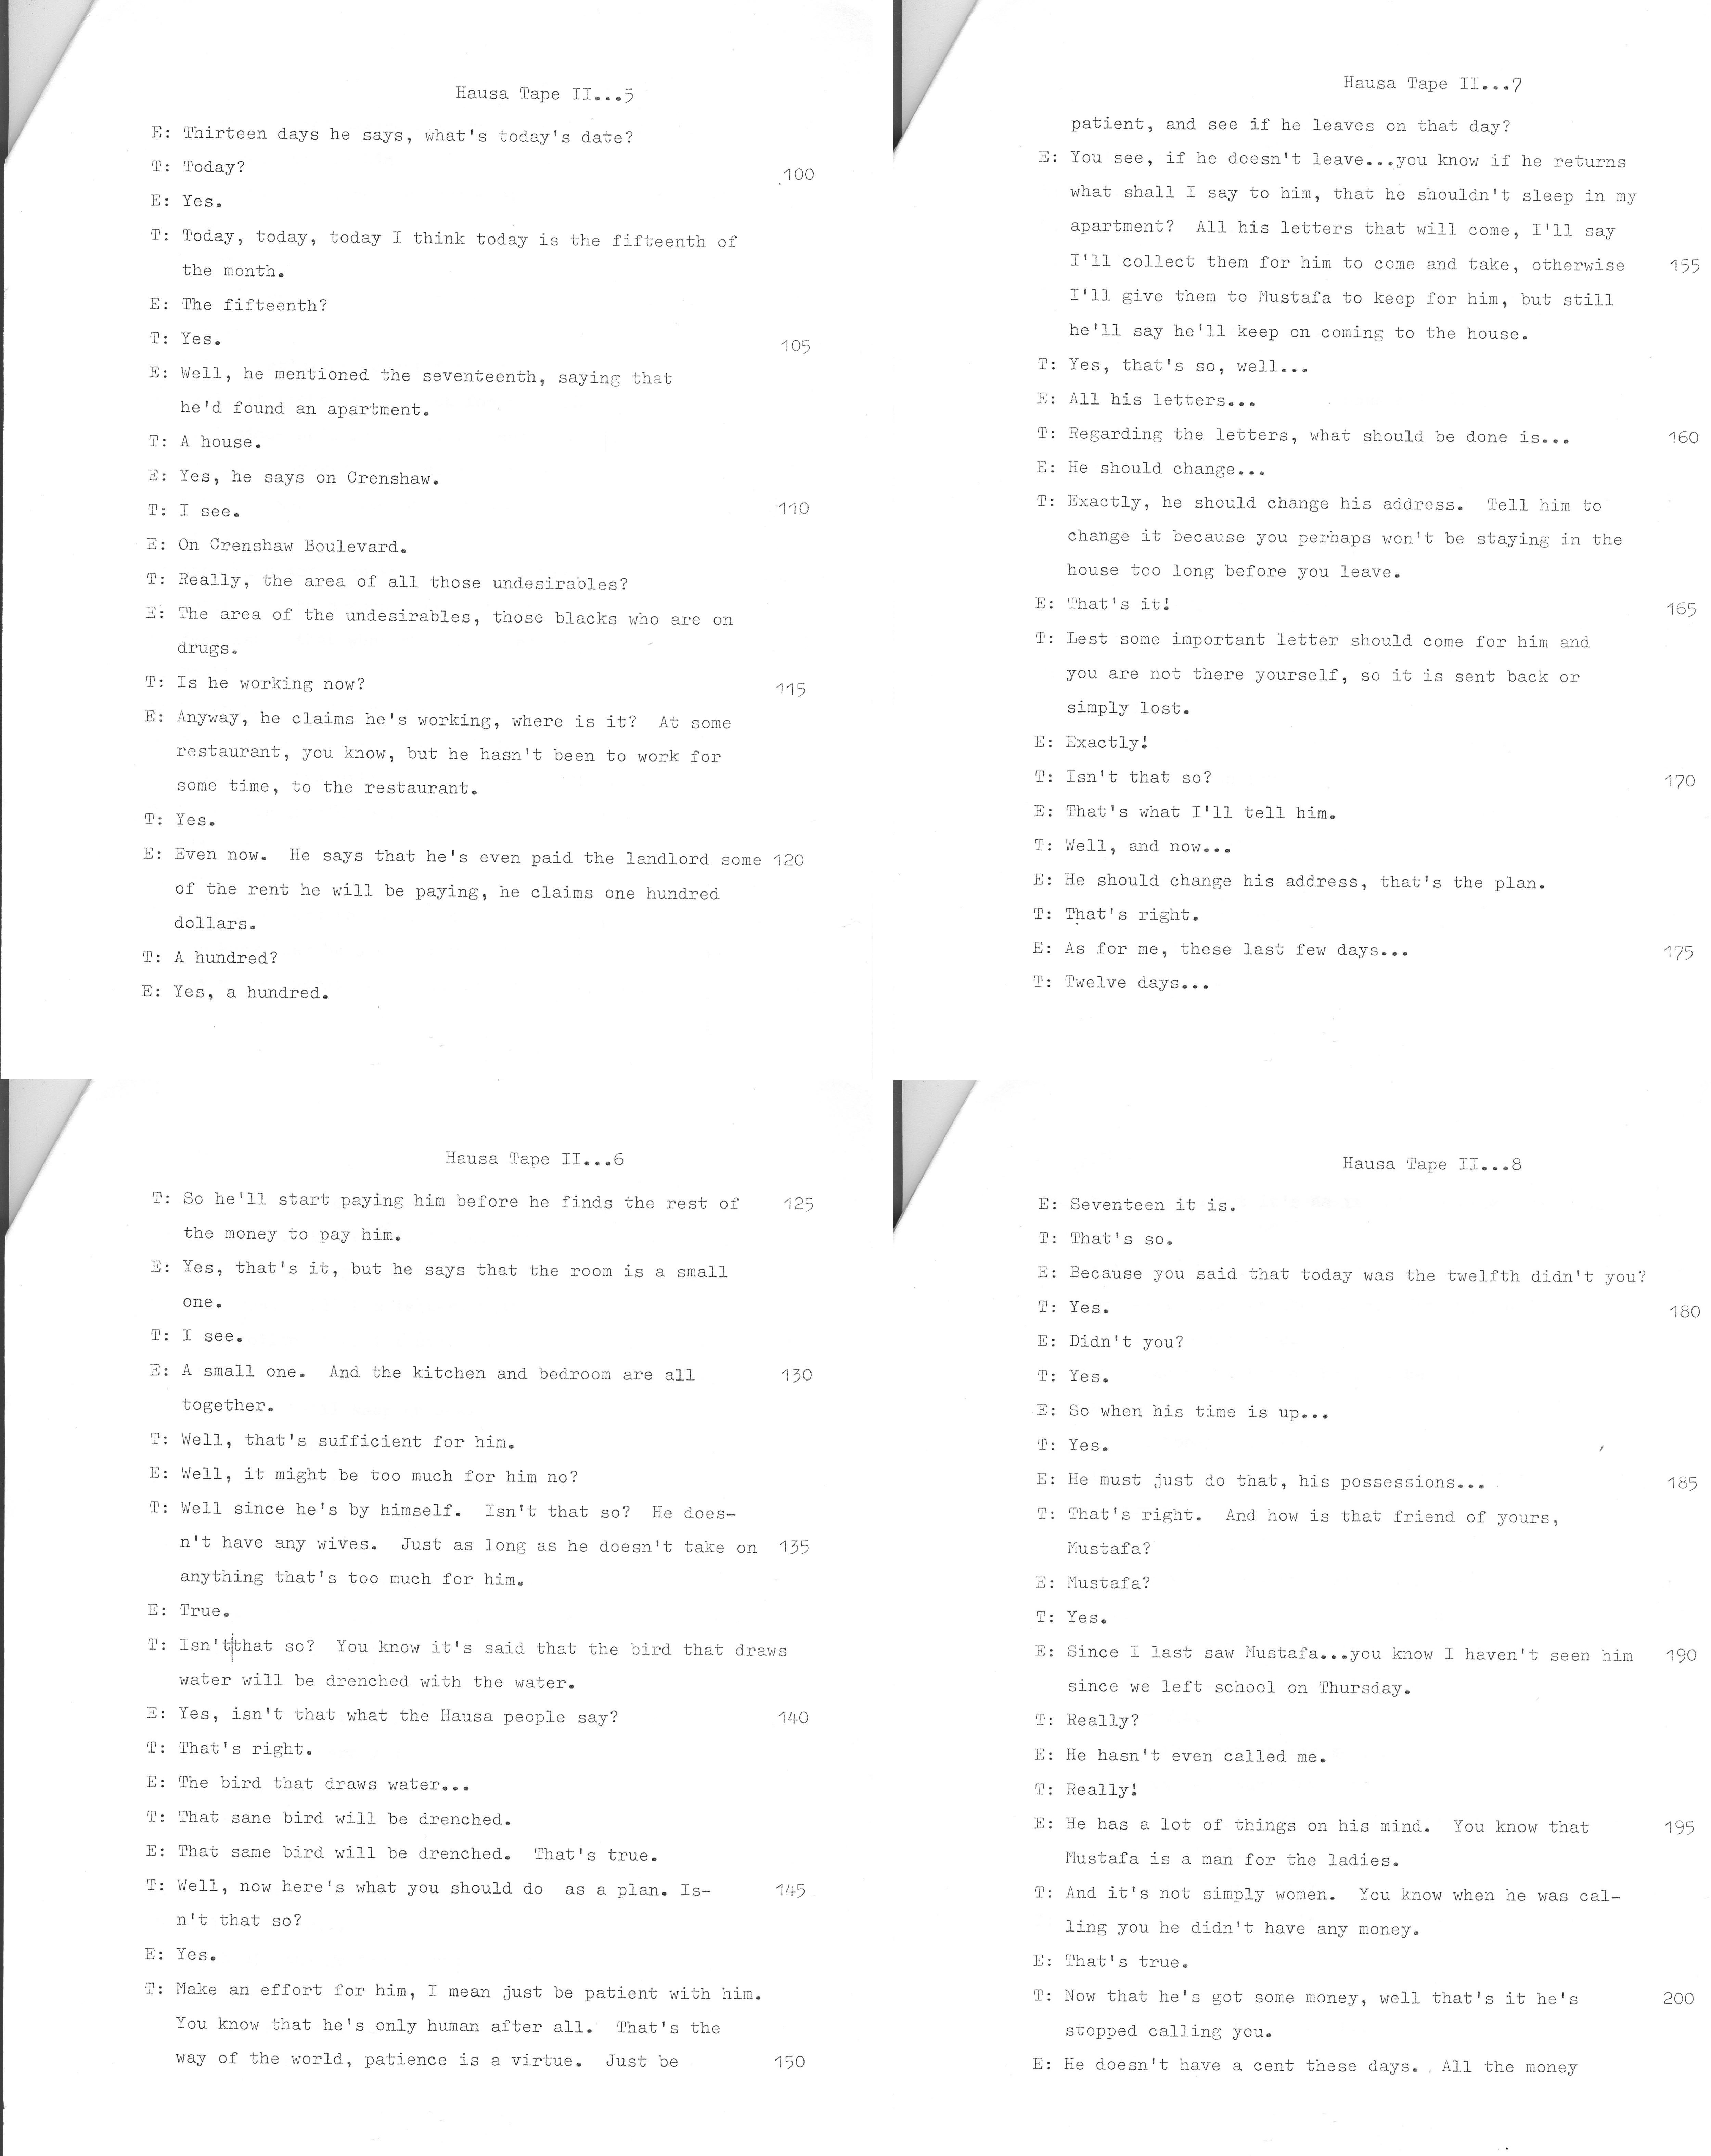 Hausa Tape II...5
E: Thirteen days he says, what's today's date?
T: Today? 100
E: Yes.
T: Today, today, today I think today is the fifteenth of
the month.
E: The fifteenth?
T: Yes. 105
E: Well, he mentioned the seventeenth, saying that
he'd found an apartment.
T: A house.
E: Yes, he says on Crenshaw.
T: I see. 110
E: On Crenshaw Boulevard.
T: Really, the area of all those undesirables?
E: The area of the undesirables, those blacks who are on
drugs.
T: Is he working now? 115
E: Anyway, he claims he's working, where is it? At some
restaurant, you know, but he hasn't been to work for
some time, to the restaurant.
T: Yes.
E: Even now. He says that he's even paid the landlord some 120
of the rent he will be paying, he claims one hundred
dollars.
T: A hundred?
E: Yes, a hundred.
Hausa Tape II...6
T: So he'll start paying him before he finds the rest of 125
the money to pay him.
E: Yes, that's it, but he says that the room is a small
one.
T: I see.
E: A small one. And the kitchen and bedroom are all 130
together.
T: Well, that's sufficient for him.
E: Well, it might be too much for him no?
T: Well since he's by himself. Isn't that so? He does-
n't have any wives. Just as long as he doesn't take on 135
anything that's too much for him.
E: True.
T: Isn't|that so? You know it's said that the bird that draws
water will be drenched with the water.
E: Yes, isn't that what the Hausa people say? 140
T: That's right.
E: The bird that draws water...
T: That sane bird will be drenched.
E: That same bird will be drenched. That's true.
T: Well, now here's what you should do as a plan. Is- 145
n't that so?
E: Yes.
T: Make an effort for him, I mean just be patient with him.
You know that he's only human after all. That's the
way of the world, patience is a virtue. Just be 150
Hausa Tape II...7
patient, and see if he leaves on that day?
E: You see, if he doesn't leave...you know if he returns
what shall I say to him, that he shouldn't sleep in my
apartment? All his letters that will come, I'll say
I'll collect them for him to come and take, otherwise 155
I'll give them to Mustafa to keep for him, but still
he'll say he'll keep on coming to the house.
T: Yes, that's so, well...
E: All his letters...
T: Regarding the letters, what should be done is... 160
E: He should change...
T: Exactly, he should change his address. Tell him to
change it because you perhaps won't be staying in the
house too long before you leave.
E: That's it! 165
T: Lest some important letter should come for him and
you are not there yourself, so it is sent back or
simply lost.
E: Exactly!
T: Isn't that so? 170
E: That's what I'll tell him.
T: Well, and now...
E: He should change his address, that's the plan.
T: That's right.
E: As for me, these last few days... 175
T: Twelve days...
Hausa Tape II...8
E: Seventeen it is.
T: That's so.
E: Because you said that today was the twelfth didn't you?
T: Yes. 180
E: Didn't you?
T: Yes.
E: So when his time is up...
T: Yes.
E: He must just do that, his possessions... 185
T: That's right. And how is that friend of yours,
Mustafa?
E: Mustafa?
T: Yes.
E: Since I last saw Mustafa...you know I haven't seen him 190
since we left school on Thursday.
T: Really?
E: He hasn't even called me.
T: Really!
E: He has a lot of things on his mind. You know that 195
Mustafa is a man for the ladies.
T: And it's not simply women. You know when he was cal-
ling you he didn't have any money.
E: That's true.
T: Now that he's got some money, well that's it he's 200
stopped calling you.
E: He doesn't have a cent these days. All the money